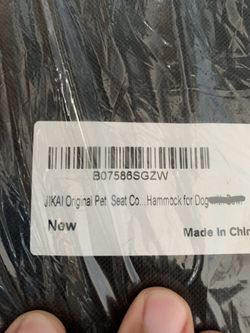 B07586SGZW
JIKAI Original Pet Seat Co...Hammock for Dog
New
Made In Chin